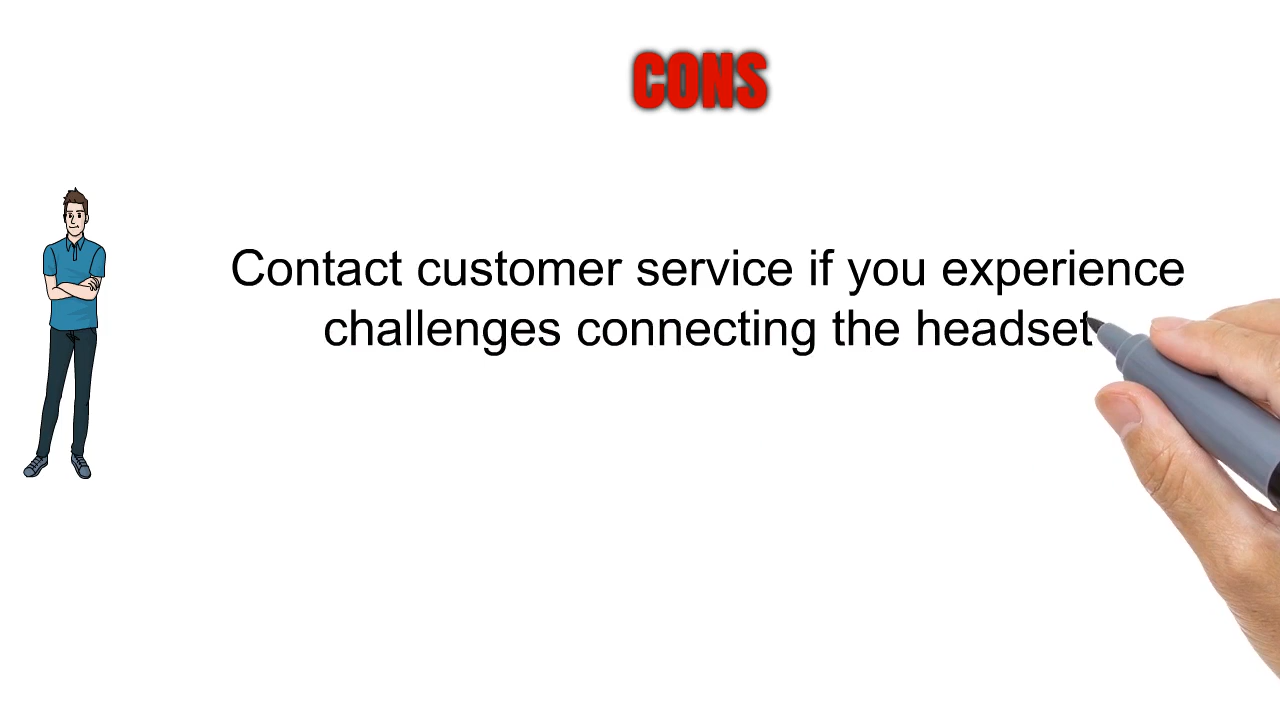 CONS
Contact customer service if you experience
challenges connecting the headset